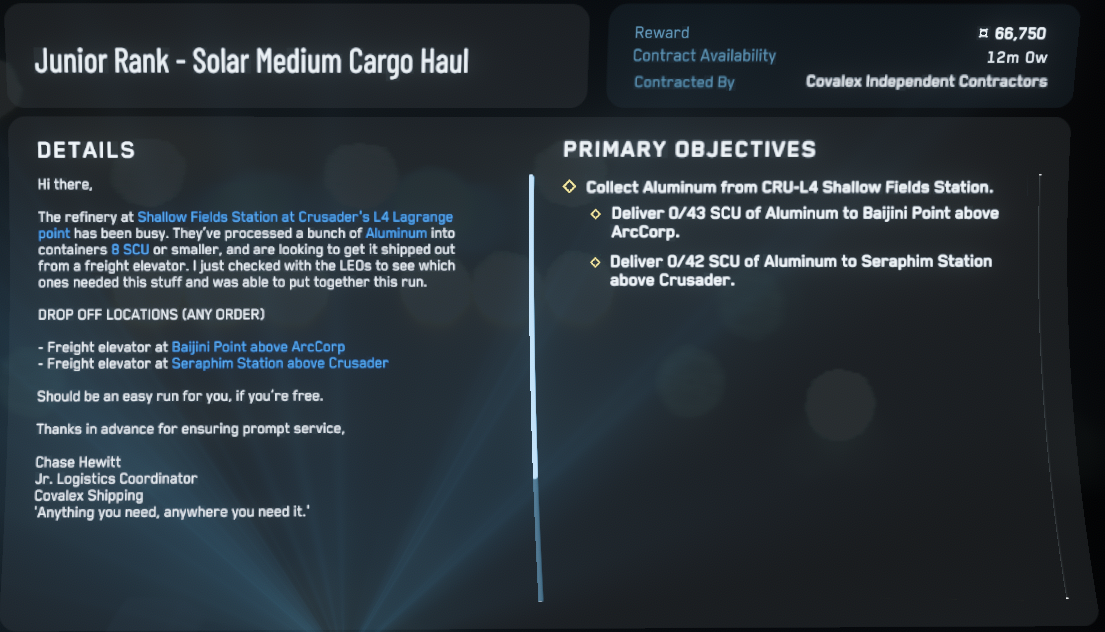 Junior Rank - Solar Medium Cargo Haul
Reward ¤ 66,750
Contract Availability 12m 0w
Contracted By Covalex Independent Contractors
DETAILS
Hi there,
The refinery at Shallow Fields Station at Crusader's L4 Lagrange
point has been busy. They've processed a bunch of Aluminum into
containers 8 SCU or smaller, and are looking to get it shipped out
from a freight elevator. I just checked with the LEOs to see which
ones needed this stuff and was able to put together this run.
DROP OFF LOCATIONS (ANY ORDER)
- Freight elevator at Baijini Point above ArcCorp
- Freight elevator at Seraphim Station above Crusader
Should be an easy run for you, if you're free.
Thanks in advance for ensuring prompt service,
Chase Hewitt
Jr. Logistics Coordinator
Covalex Shipping
'Anything you need, anywhere you need it.'
PRIMARY OBJECTIVES
Collect Aluminum from CRU-L4 Shallow Fields Station.
Deliver 0/43 SCU of Aluminum to Baijini Point above
ArcCorp.
Deliver 0/42 SCU of Aluminum to Seraphim Station
above Crusader.